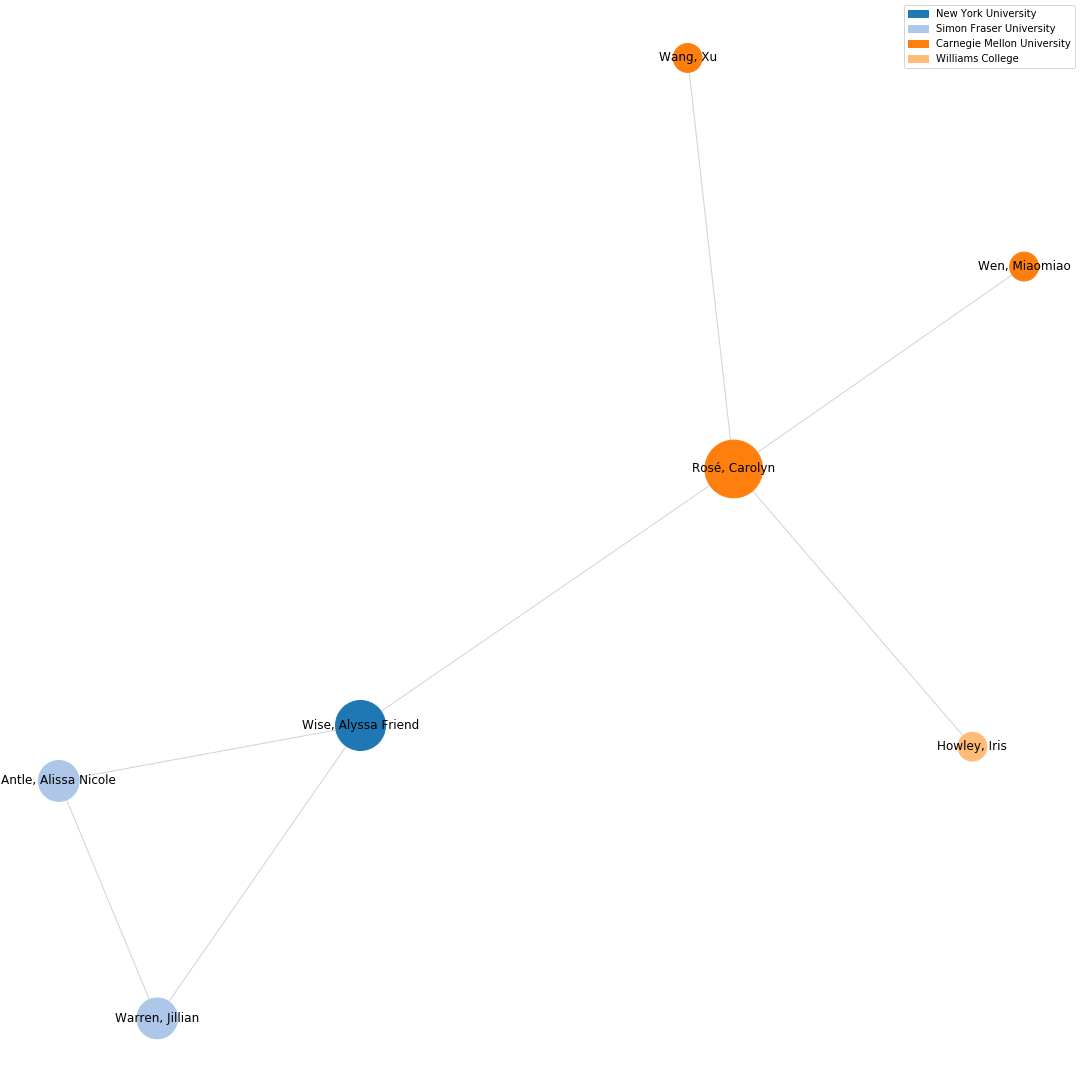 New York University
Simon Fraser University
Carnegie Mellon University
Williams College
Wang, Xu
Wen, Miaomiao
Rosé, Carolyn
Wise, Alyssa Friend
Howley, Iris
Antle, Alissa Nicole
Warren, Jillian